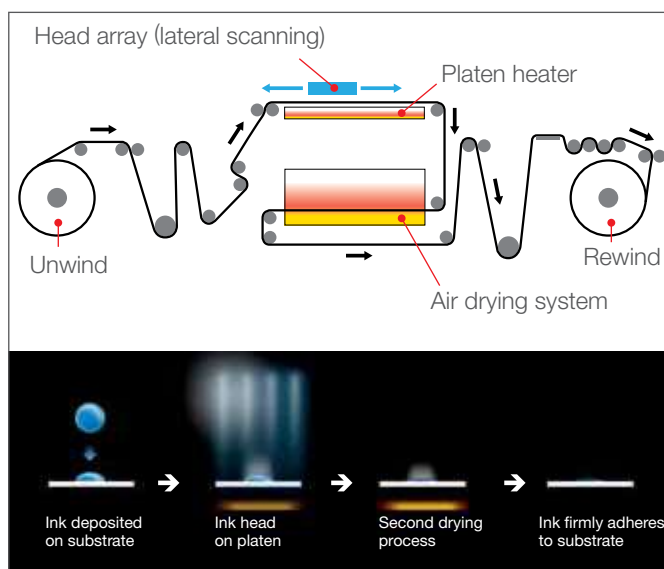 Head array (lateral scanning)
Platen heater
Unwind
Rewind
Air drying system
Ink deposited
on substrate
Ink head
on platen
Second drying
process
Ink firmly adheres
to substrate